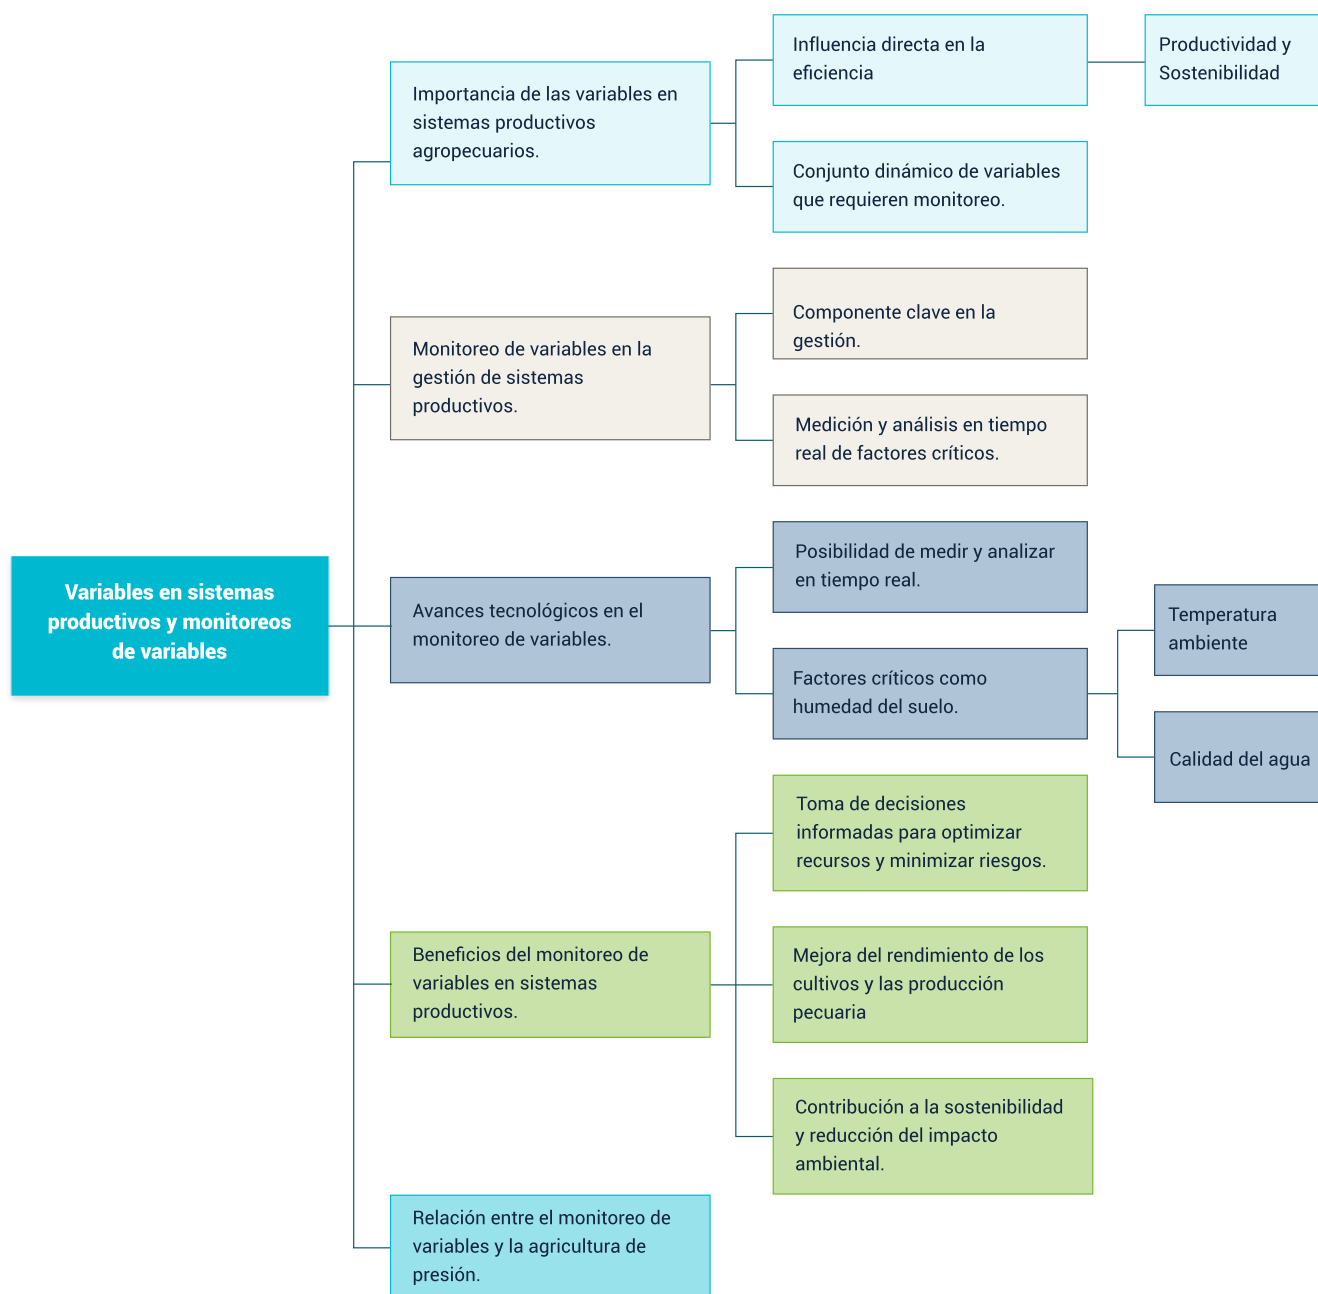 Variables en sistemas
productivos y monitoreos
de variables
Importancia de las variables en
sistemas productivos
agropecuarios.
Influencia directa en la
eficiencia
Productividad y
Sostenibilidad
Conjunto dinámico de variables
que requieren monitoreo.
Monitoreo de variables en la
gestión de sistemas
productivos.
Componente clave en la
gestión.
Medición y análisis en tiempo
real de factores críticos.
Avances tecnológicos en el
monitoreo de variables.
Posibilidad de medir y analizar
en tiempo real.
Factores críticos como
humedad del suelo.
Temperatura
ambiente
Calidad del agua
Beneficios del monitoreo de
variables en sistemas
productivos.
Toma de decisiones
informadas para optimizar
recursos y minimizar riesgos.
Mejora del rendimiento de los
cultivos y las producción
pecuaria
Contribución a la sostenibilidad
y reducción del impacto
ambiental.
Relación entre el monitoreo de
variables y la agricultura de
presión.